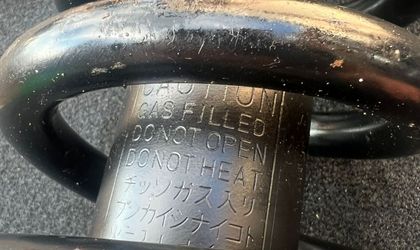 CAUTION
GAS FILLED
DO NOT OPEN
DO NOT HEAT
チッソガス入リ
ブンカイシナイコト